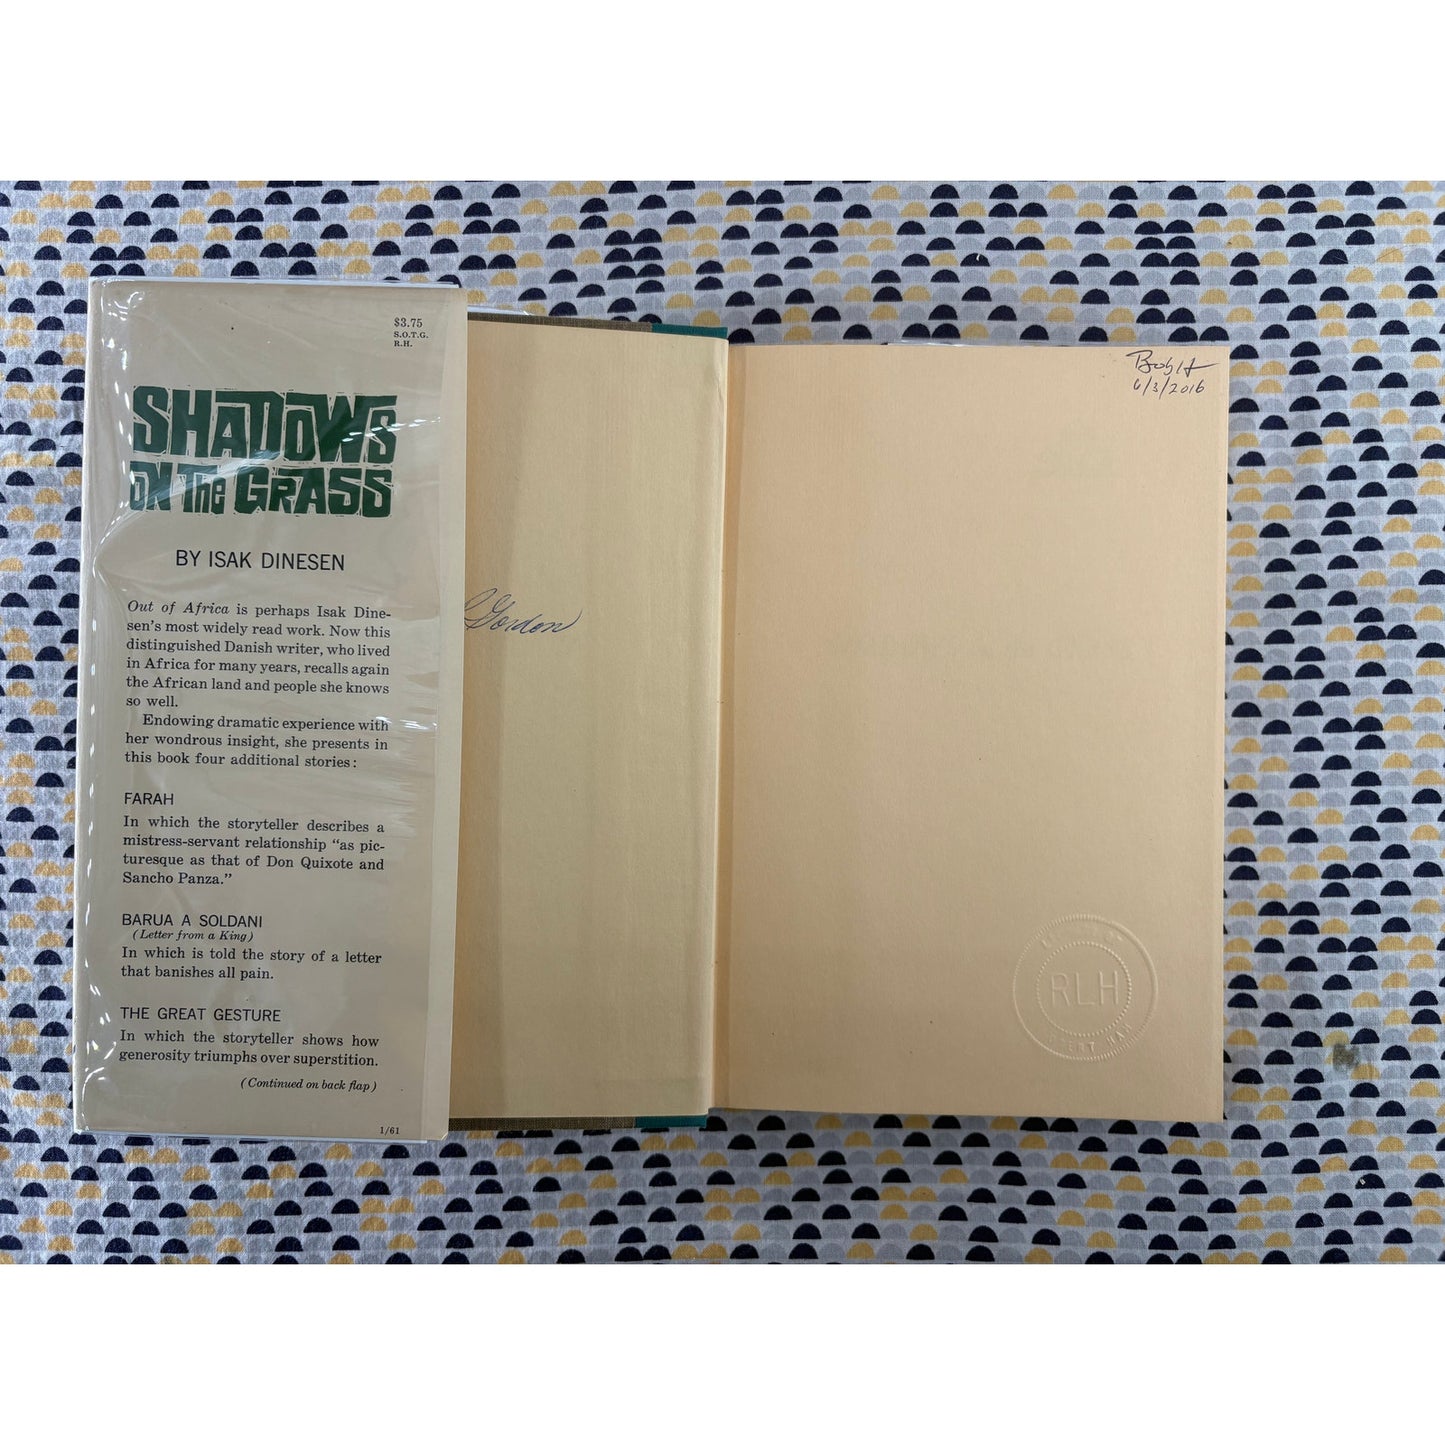 $3.75
S.O.T.G.
R.H.
SHADOWS
ON THE GRASS
BY ISAK DINESEN
Out of Africa is perhaps Isak Dine-
sen's most widely read work. Now this
distinguished Danish writer, who lived
in Africa for many years, recalls again
the African land and people she knows
so well.
Endowing dramatic experience with
her wondrous insight, she presents in
this book four additional stories:
FARAH
In which the storyteller describes a
mistress-servant relationship "as pic-
turesque as that of Don Quixote and
Sancho Panza."
BARUA A SOLDANI
(Letter from a King)
In which is told the story of a letter
that banishes all pain.
THE GREAT GESTURE
In which the storyteller shows how
generosity triumphs over superstition.
(Continued on back flap)
1/61
Gordon
Bob H
6/3/2016
RLH